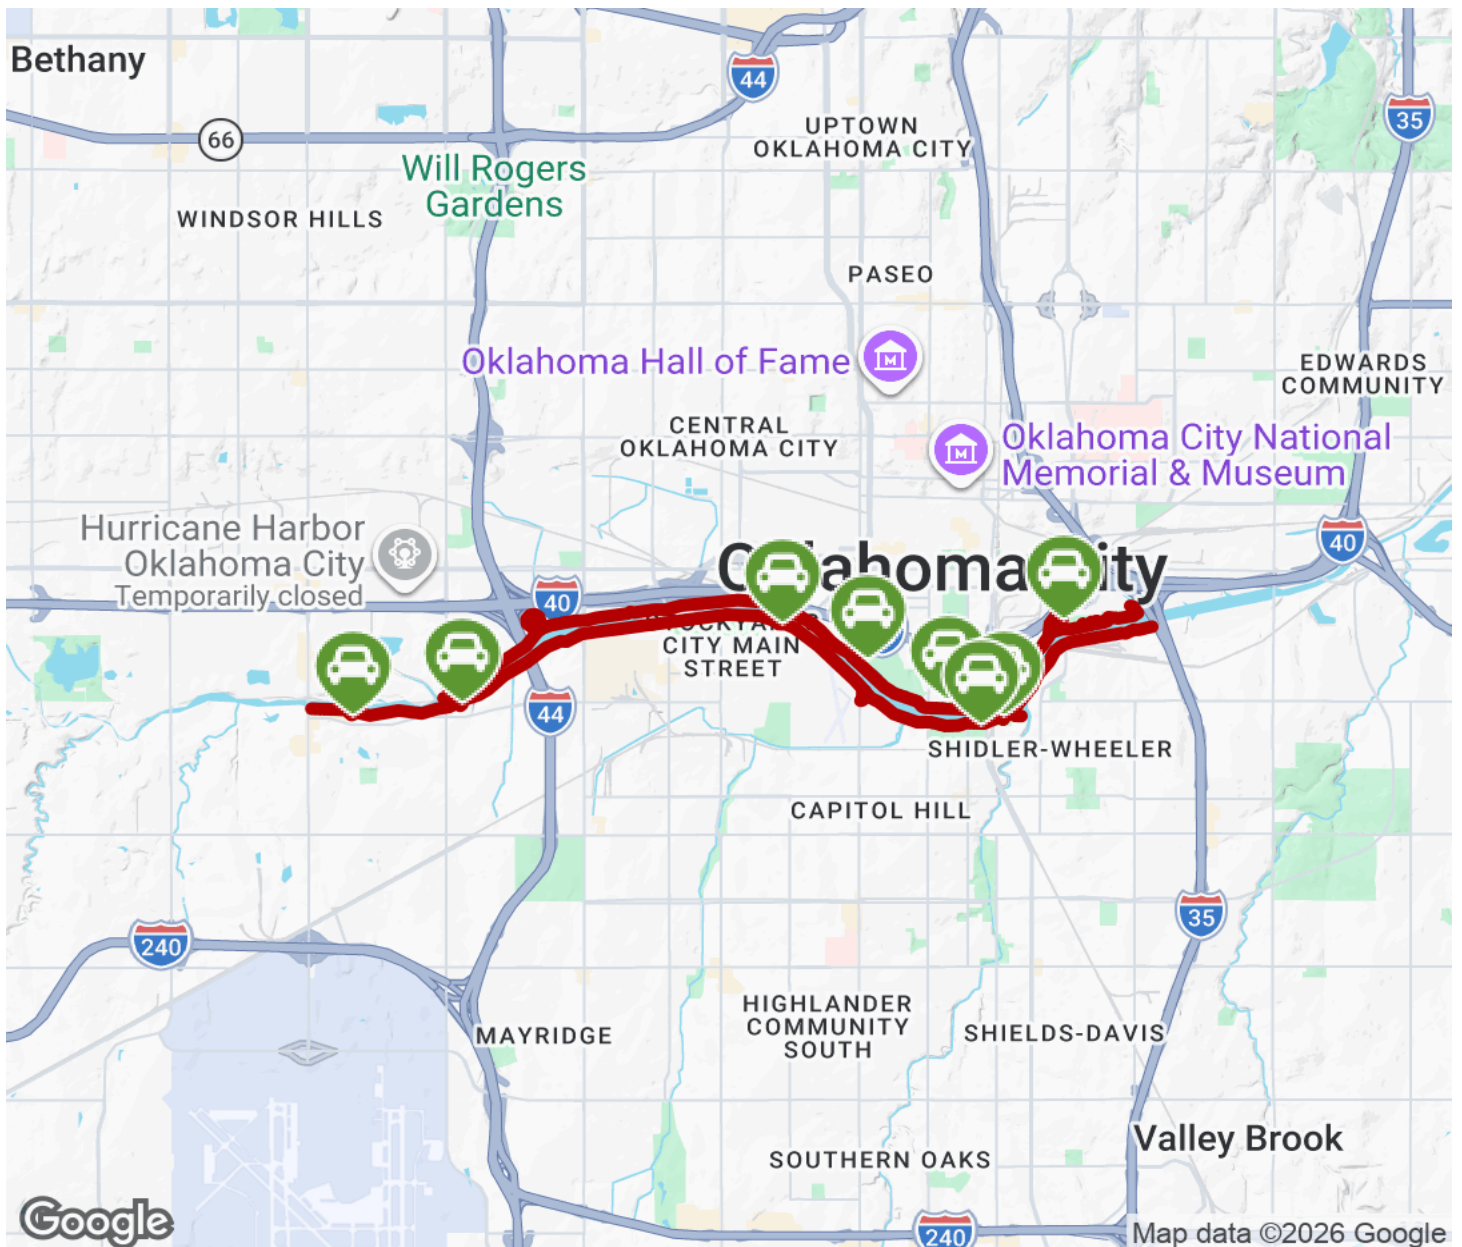 Bethany
44
35
66
UPTOWN
OKLAHOMA CITY
Will Rogers
Gardens
WINDSOR HILLS
PASEO
Oklahoma Hall of Fame
EDWARDS
COMMUNITY
CENTRAL
OKLAHOMA CITY
Oklahoma City National
Memorial & Museum
Hurricane Harbor
Oklahoma City
Temporarily closed
40
Oklahoma City
40
CITY MAIN
STREET
44
SHIDLER-WHEELER
CAPITOL HILL
35
240
HIGHLANDER
COMMUNITY
SOUTH
MAYRIDGE
SHIELDS-DAVIS
Valley Brook
SOUTHERN OAKS
Google
240
Map data ©2026 Google